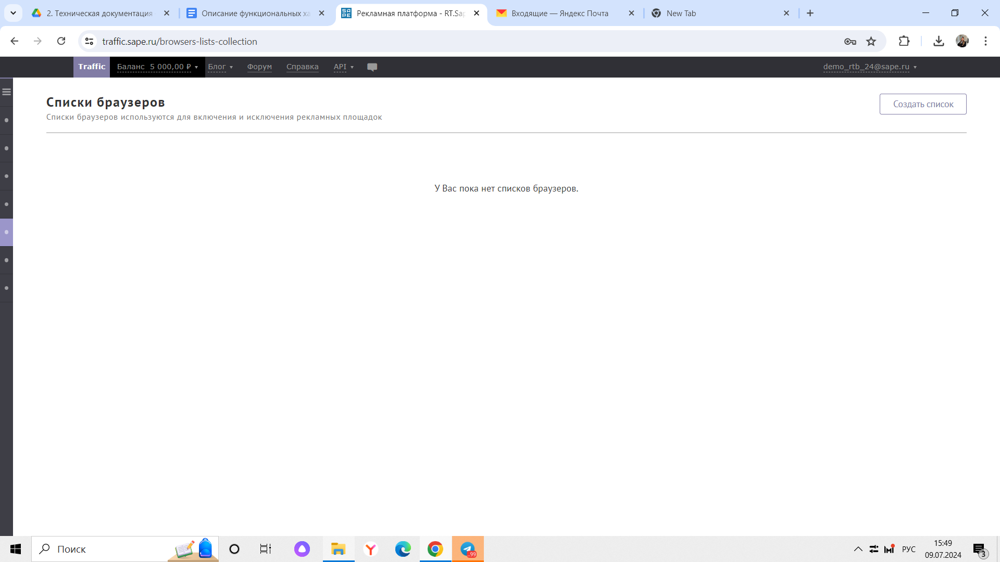 2. Техническая документация
Описание функциональных ха
Рекламная платформа - RT.Sap
Входящие — Яндекс Почта
New Tab
traffic.sape.ru/browsers-lists-collection
Traffic
Баланс 5 000,00 ₽
Блог
Форум
Справка
API
demo_rtb_24@sape.ru
Списки браузеров
Создать список
Списки браузеров используются для включения и исключения рекламных площадок
У Вас пока нет списков браузеров.
Поиск
..99
РУС
15:49
09.07.2024
3